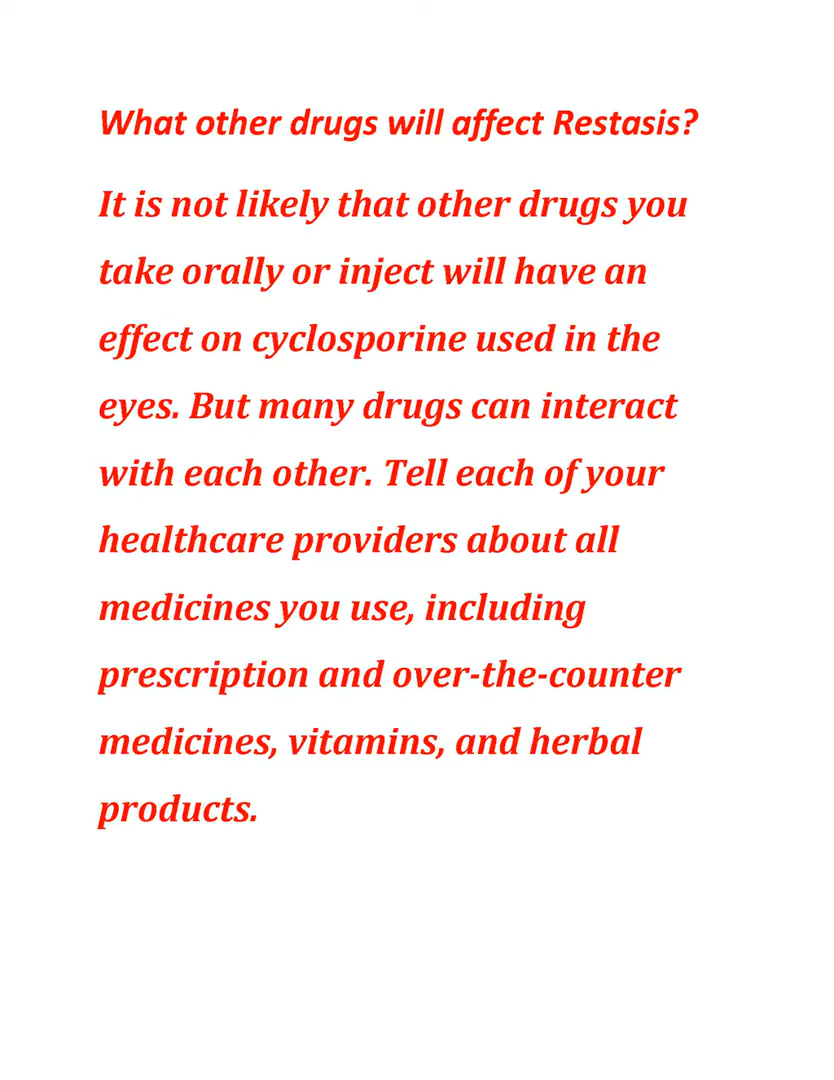 What other drugs will affect Restasis?
It is not likely that other drugs you
take orally or inject will have an
effect on cyclosporine used in the
eyes. But many drugs can interact
with each other. Tell each of your
healthcare providers about all
medicines you use, including
prescription and over-the-counter
medicines, vitamins, and herbal
products.